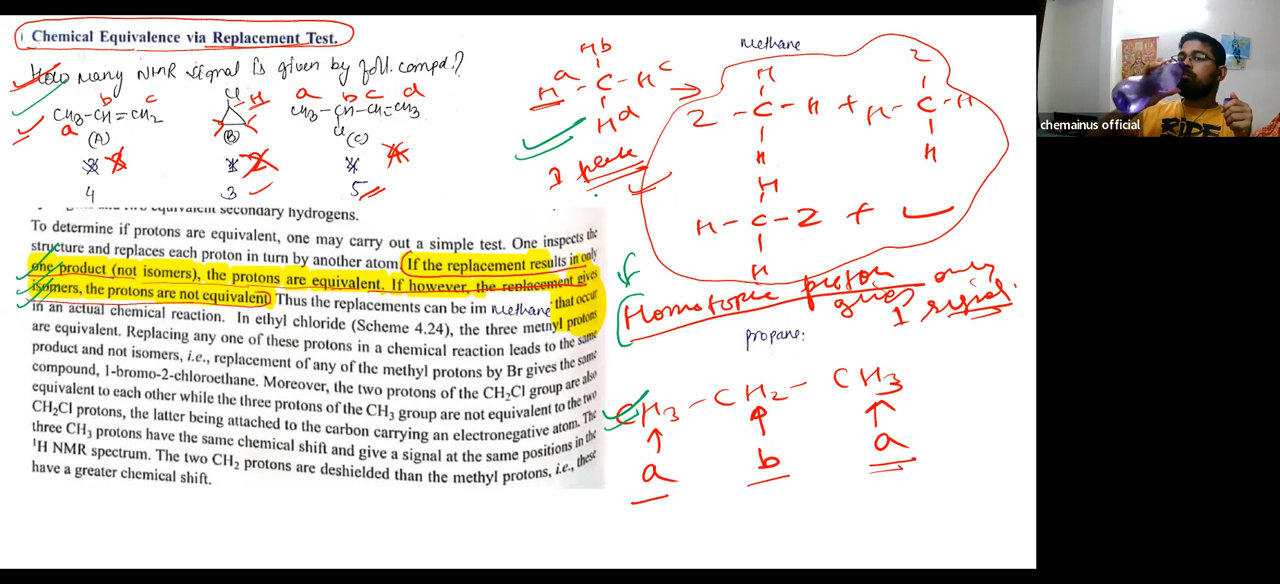 Chemical Equivalence via Replacement Test.
How many NMR signal is given by foll. compd.?
a b c
CH3-CH=CH2
(A)
4
Cl
H
(B)
2
3
a b c d
CH3-CH-CH=CH3
Cl
(C)
4
5
equivalent secondary hydrogens.
To determine if protons are equivalent, one may carry out a simple test. One inspects the
structure and replaces each proton in turn by another atom. If the replacement results in only
one product (not isomers), the protons are equivalent. If however, the replacement gives
isomers, the protons are not equivalent. Thus the replacements can be im Methane that occur
in an actual chemical reaction. In ethyl chloride (Scheme 4.24), the three methyl protons
are equivalent. Replacing any one of these protons in a chemical reaction leads to the same
product and not isomers, i.e., replacement of any of the methyl protons by Br gives the same
compound, 1-bromo-2-chloroethane. Moreover, the two protons of the CH2Cl group are also
equivalent to each other while the three protons of the CH3 group are not equivalent to the two
CH2Cl protons, the latter being attached to the carbon carrying an electronegative atom. The
three CH3 protons have the same chemical shift and give a signal at the same positions in the
1H NMR spectrum. The two CH2 protons are deshielded than the methyl protons, i.e., these
have a greater chemical shift.
Hb
Ha - C - Hc
Hd
1 peak
Methane
H
Z - C - H + H - C - H
H
Z
H
H
H - C - Z +
H
Homotopic proton only
gives 1 signal.
propane:
CH3 - CH2 - CH3
a b a
chemainus official
RIDE